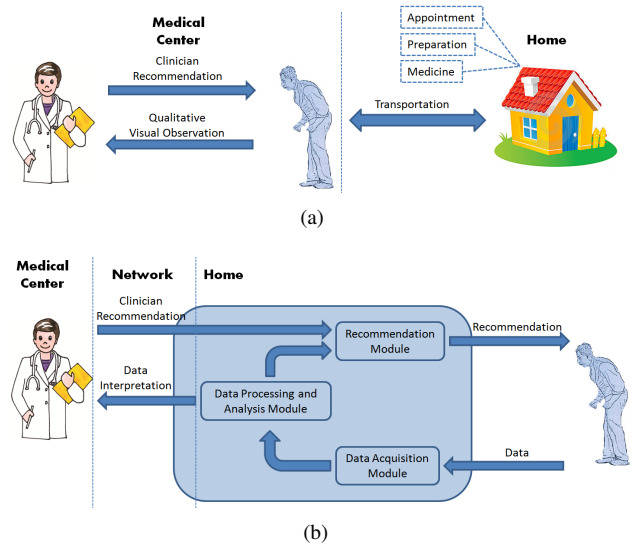 Medical
Center
Clinician
Recommendation
Qualitative
Visual Observation
Appointment
Preparation
Medicine
Home
Transportation
(a)
Medical
Center
Network
Home
Clinician
Recommendation
Data
Interpretation
Recommendation
Module
Recommendation
Data Processing and
Analysis Module
Data Acquisition
Module
Data
(b)